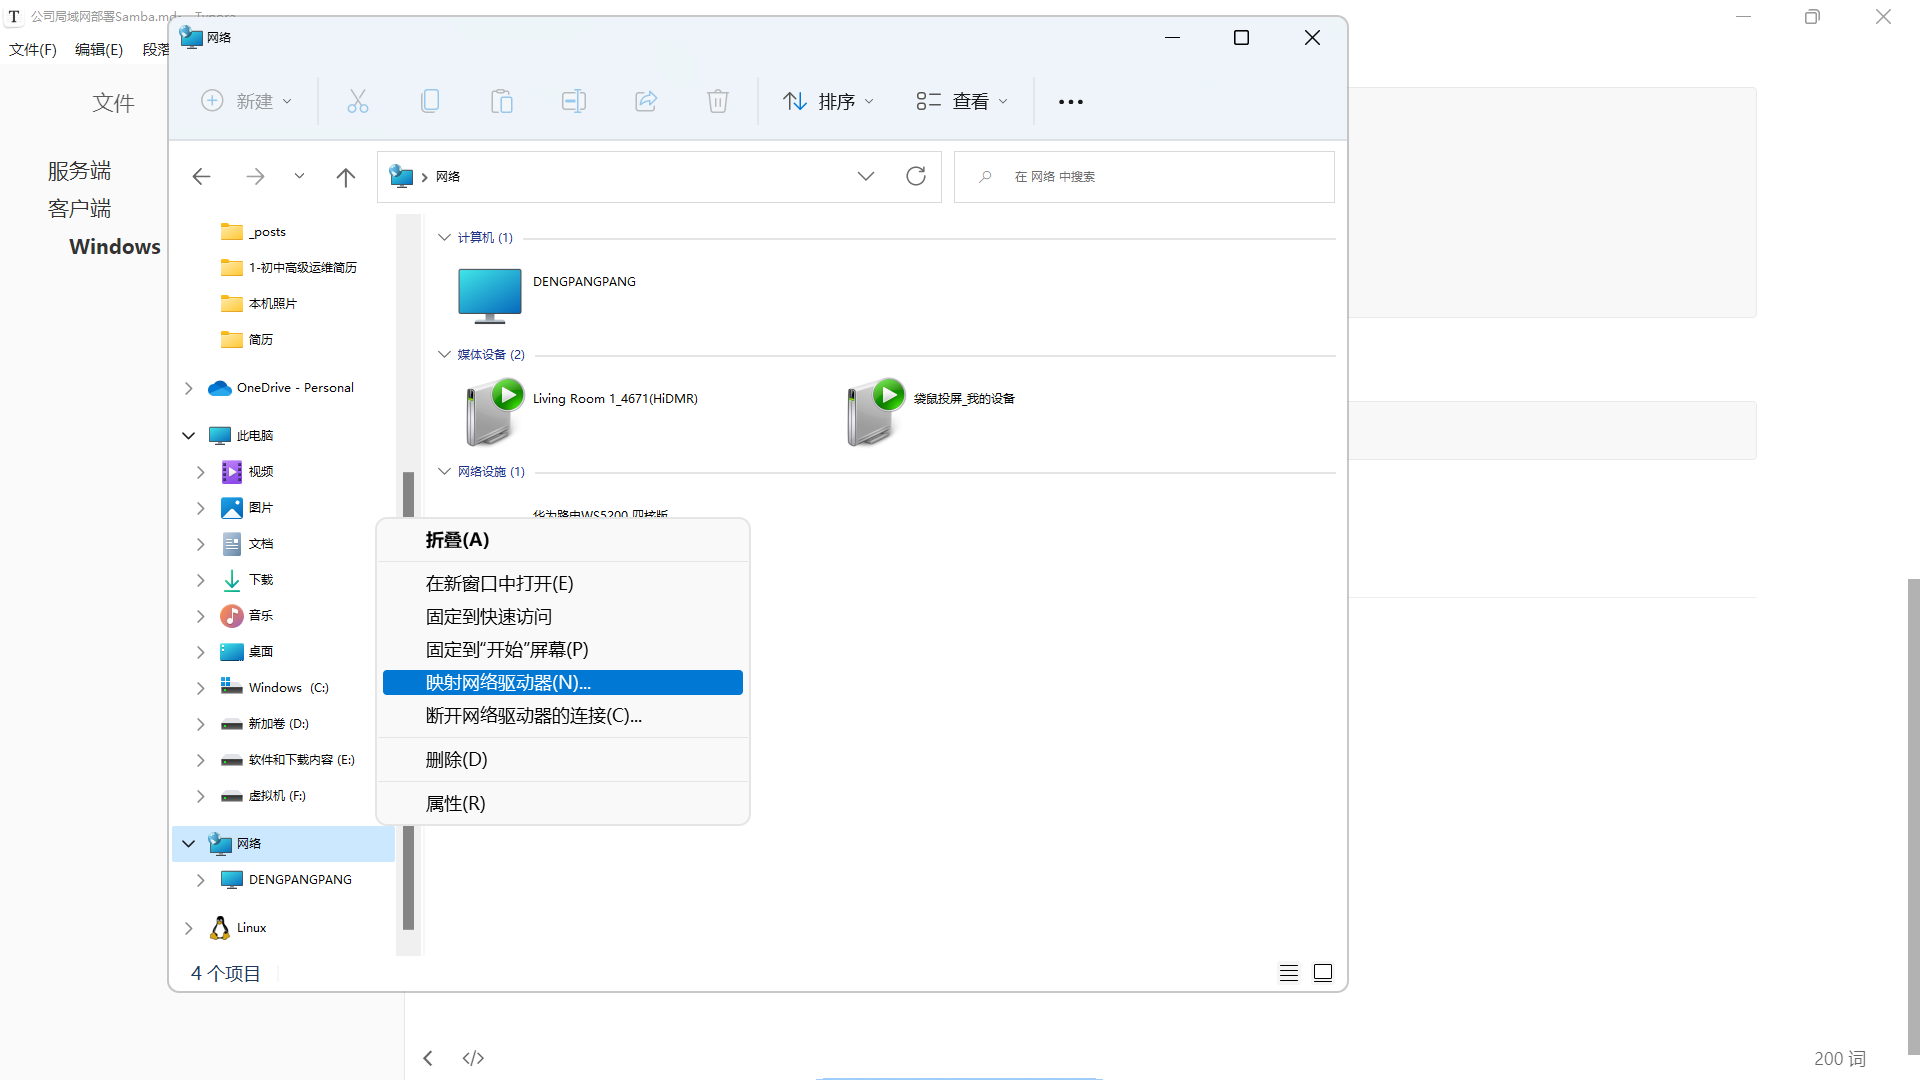 公司局域网部署Samba.md - Typora
文件(F) 编辑(E) 段落
文件
服务端
客户端
Windows
网络
新建
排序
查看
网络
在 网络 中搜索
_posts
1-初中高级运维简历
本机照片
简历
OneDrive - Personal
此电脑
视频
图片
文档
下载
音乐
桌面
Windows (C:)
新加卷 (D:)
软件和下载内容 (E:)
虚拟机 (F:)
网络
DENGPANGPANG
Linux
计算机 (1)
DENGPANGPANG
媒体设备 (2)
Living Room 1_4671(HiDMR)
袋鼠投屏_我的设备
网络设施 (1)
华为路由WS5200 四核版
折叠(A)
在新窗口中打开(E)
固定到快速访问
固定到“开始”屏幕(P)
映射网络驱动器(N)...
断开网络驱动器的连接(C)...
删除(D)
属性(R)
4 个项目
200 词